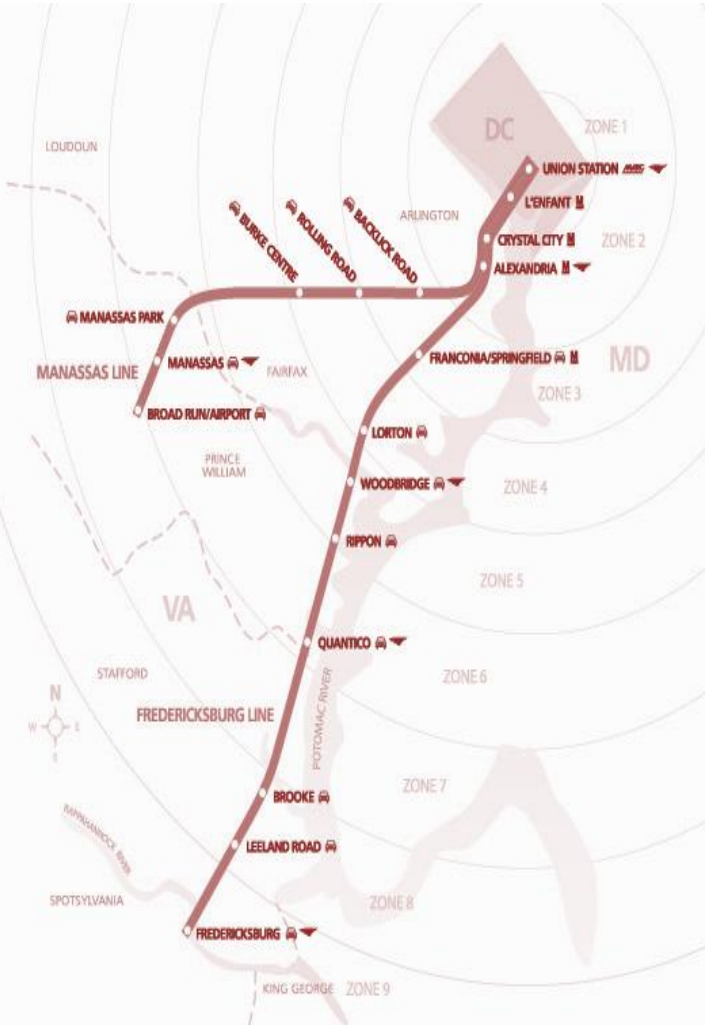 DC
ZONE 1
LOUDOUN
UNION STATION
L'ENFANT M
ARLINGTON
BURKE CENTRE
ROLLING ROAD
BACKLICK ROAD
CRYSTAL CITY M
ZONE 2
ALEXANDRIA M
MANASSAS PARK
MANASSAS LINE
MANASSAS
FAIRFAX
FRANCONIA/SPRINGFIELD M
MD
ZONE 3
BROAD RUN/AIRPORT
LORTON
PRINCE
WILLIAM
WOODBRIDGE
ZONE 4
RIPPON
ZONE 5
VA
QUANTICO
STAFFORD
ZONE 6
N
W E
S
FREDERICKSBURG LINE
POTOMAC RIVER
ZONE 7
BROOKE
RAPPAHANNOCK RIVER
LEELAND ROAD
SPOTSYLVANIA
ZONE 8
FREDERICKSBURG
KING GEORGE
ZONE 9